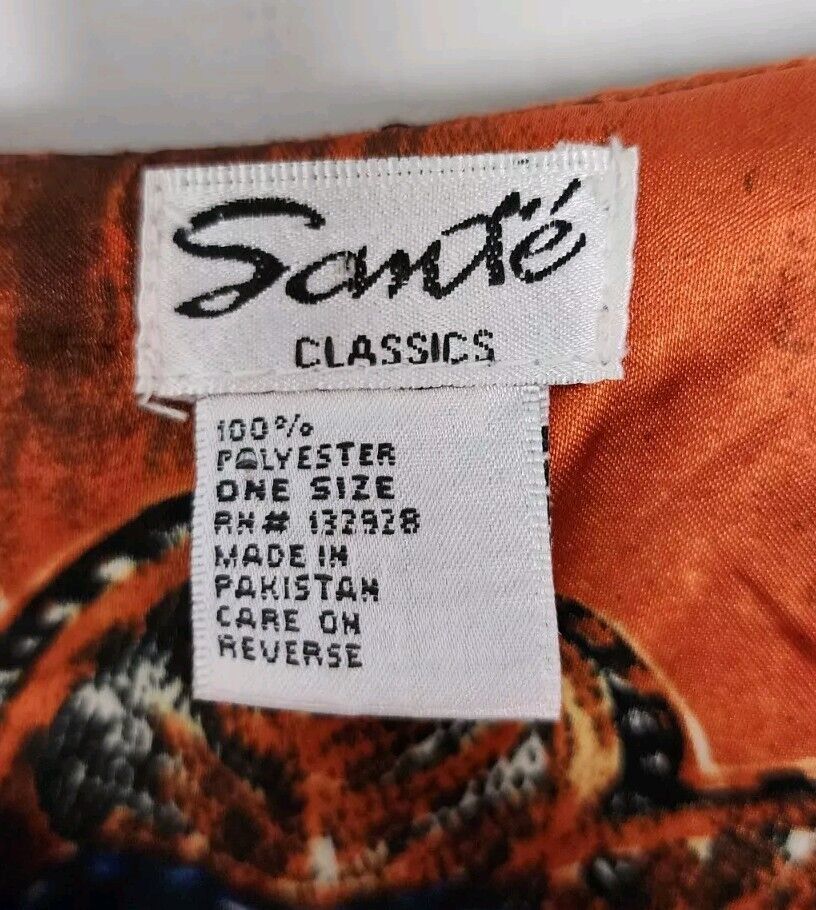 Santé
CLASSICS
100%
POLYESTER
ONE SIZE
RN# 132928
MADE IN
PAKISTAN
CARE ON
REVERSE